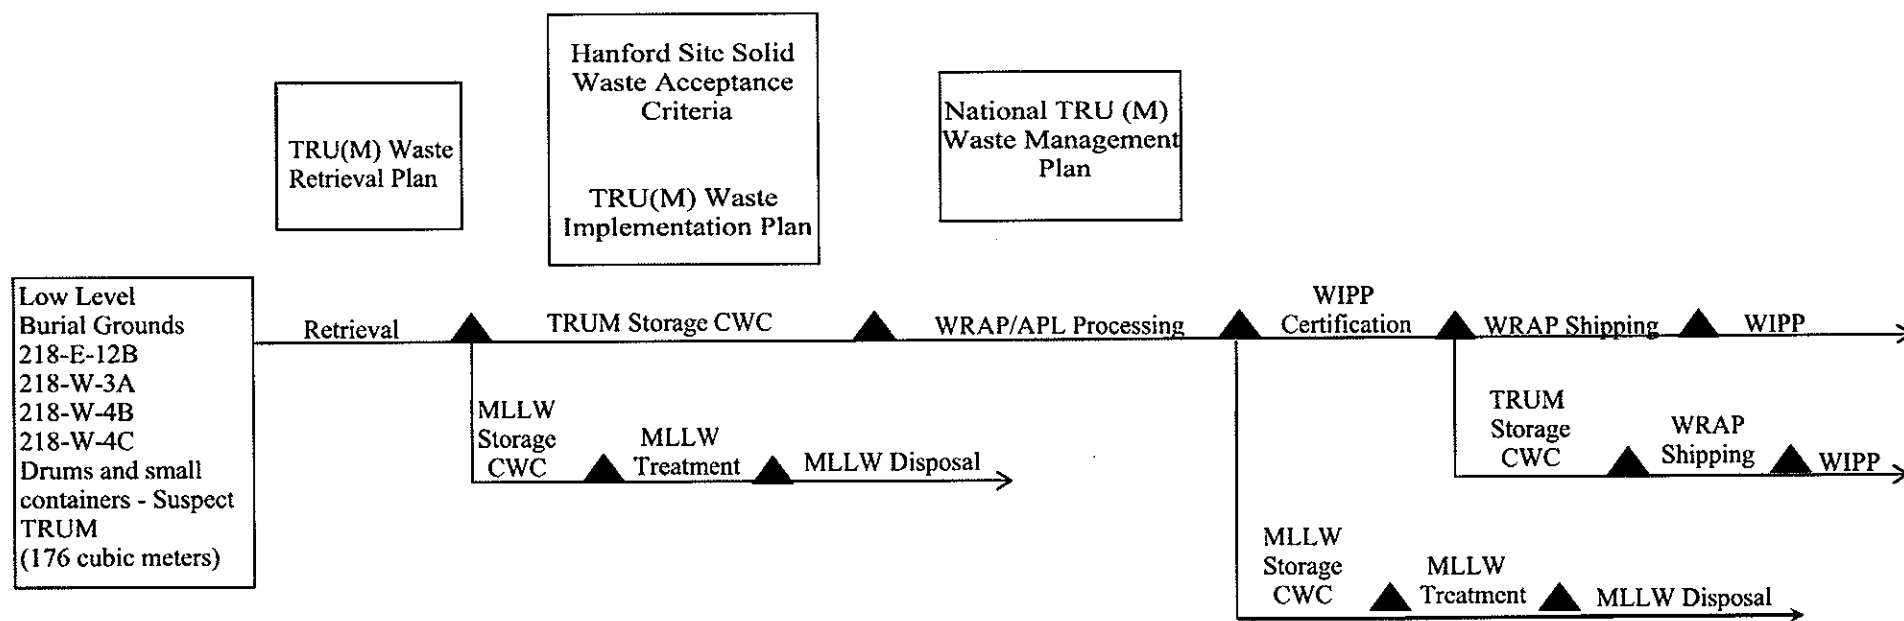 Hanford Site Solid
Waste Acceptance
Criteria
TRU(M) Waste
Implementation Plan
TRU(M) Waste
Retrieval Plan
National TRU (M)
Waste Management
Plan
Low Level
Burial Grounds
218-E-12B
218-W-3A
218-W-4B
218-W-4C
Drums and small
containers - Suspect
TRUM
(176 cubic meters)
Retrieval
TRUM Storage CWC
WRAP/APL Processing
WIPP
Certification
WRAP Shipping
WIPP
MLLW
Storage
CWC
MLLW
Treatment
MLLW Disposal
TRUM
Storage
CWC
WRAP
Shipping
WIPP
MLLW
Storage
CWC
MLLW
Treatment
MLLW Disposal